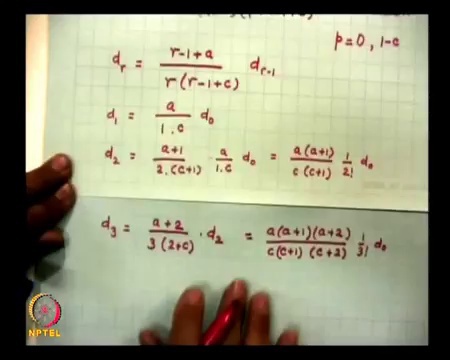 p=0, 1-c
d_r = \frac{r-1+a}{r(r-1+c)} d_{r-1}
d_1 = \frac{a}{1.c} d_0
d_2 = \frac{a+1}{2.(c+1)} \cdot \frac{a}{1.c} d_0 = \frac{a(a+1)}{c(c+1)} \frac{1}{2!} d_0
d_3 = \frac{a+2}{3(2+c)} \cdot d_2 = \frac{a(a+1)(a+2)}{c(c+1)(c+2)} \frac{1}{3!} d_0
NPTEL